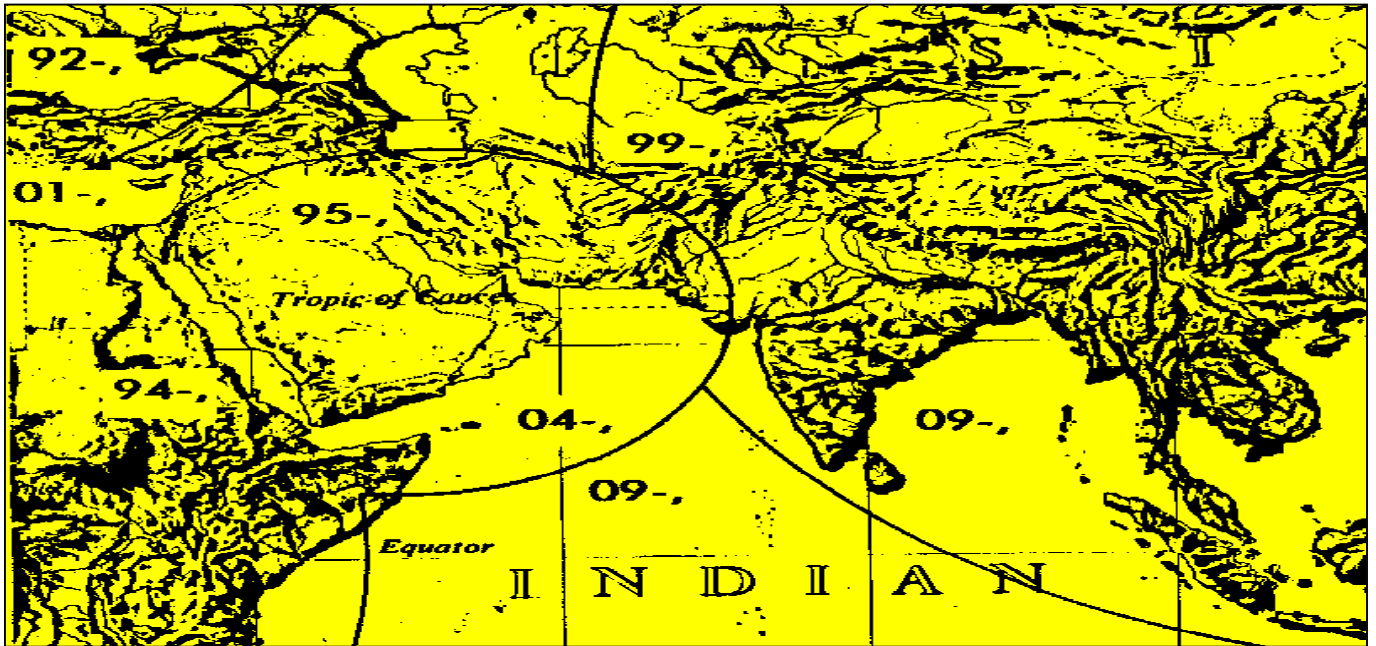 92-,
A S I
99-,
01-,
95-,
Tropic of Cancer
94-,
04-,
09-,
09-,
Equator
I N D I A N